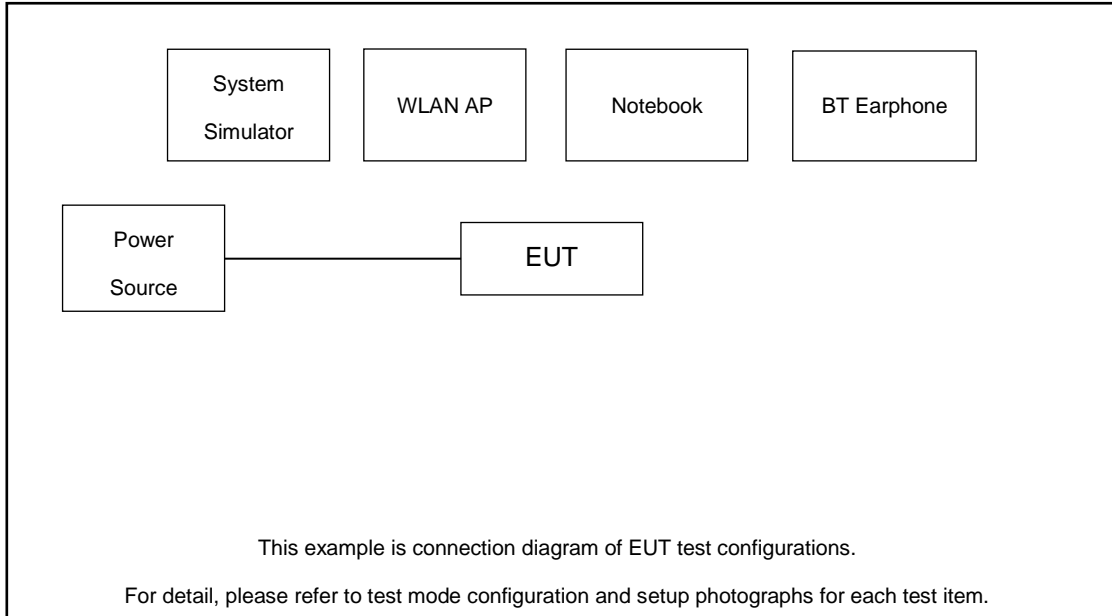 System
Simulator
WLAN AP
Notebook
BT Earphone
Power
Source
EUT
This example is connection diagram of EUT test configurations.
For detail, please refer to test mode configuration and setup photographs for each test item.